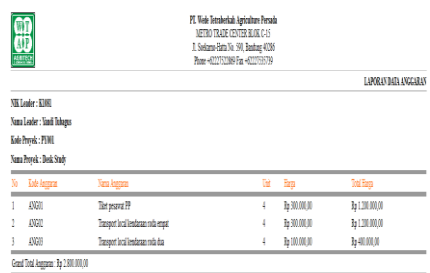 PT. Wede Tetraberkah Agriculture Persada
METRO TRADE CENTER BLOK C-15
Jl. Soekarno-Hatta No. 590, Bandung 40286
Phone +62227522089 Fax +62227535739
LAPORAN DATA ANGGARAN
NIK Leader : K1001
Nama Leader : Yandi Tubagus
Kode Proyek : PY001
Nama Proyek : Desk Study
No Kode Anggaran Nama Anggaran Unit Harga Total Harga
1 ANG01 Tiket pesawat PP 4 Rp 300.000,00 Rp 1.200.000,00
2 ANG02 Transport local kendaraan roda empat 4 Rp 300.000,00 Rp 1.200.000,00
3 ANG03 Transport local kendaraan roda dua 4 Rp 100.000,00 Rp 400.000,00
Grand Total Anggaran : Rp 2.800.000,00